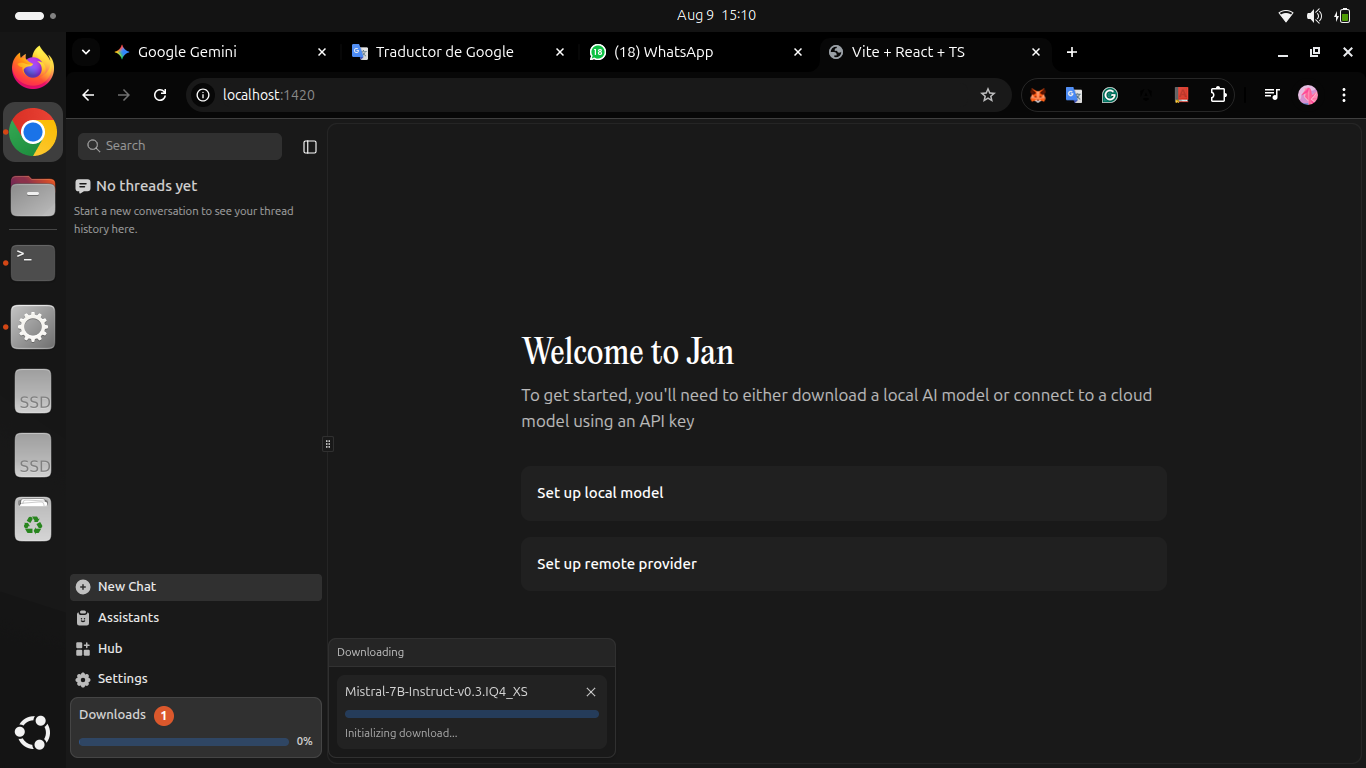 Aug 9 15:10
Google Gemini
Traductor de Google
18
(18) WhatsApp
Vite + React + TS
localhost:1420
Search
No threads yet
Start a new conversation to see your thread
history here.
>_
SSD
SSD
Welcome to Jan
To get started, you'll need to either download a local AI model or connect to a cloud
model using an API key
Set up local model
Set up remote provider
New Chat
Assistants
Hub
Settings
Downloads 1
0%
Downloading
Mistral-7B-Instruct-v0.3.IQ4_XS
Initializing download...